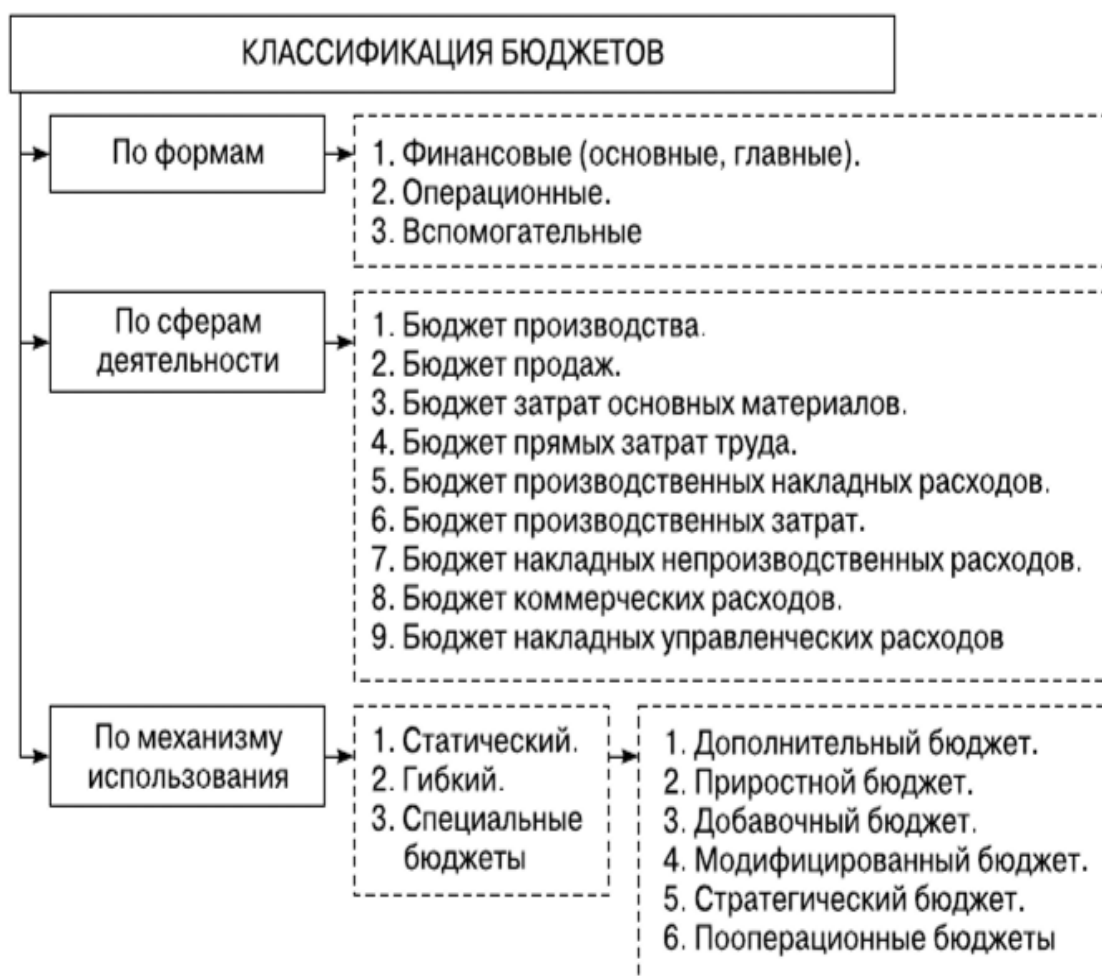 КЛАССИФИКАЦИЯ БЮДЖЕТОВ
По формам
1. Финансовые (основные, главные).
2. Операционные.
3. Вспомогательные
По сферам
деятельности
1. Бюджет производства.
2. Бюджет продаж.
3. Бюджет затрат основных материалов.
4. Бюджет прямых затрат труда.
5. Бюджет производственных накладных расходов.
6. Бюджет производственных затрат.
7. Бюджет накладных непроизводственных расходов.
8. Бюджет коммерческих расходов.
9. Бюджет накладных управленческих расходов
По механизму
использования
1. Статический.
2. Гибкий.
3. Специальные
бюджеты
1. Дополнительный бюджет.
2. Приростной бюджет.
3. Добавочный бюджет.
4. Модифицированный бюджет.
5. Стратегический бюджет.
6. Пооперационные бюджеты